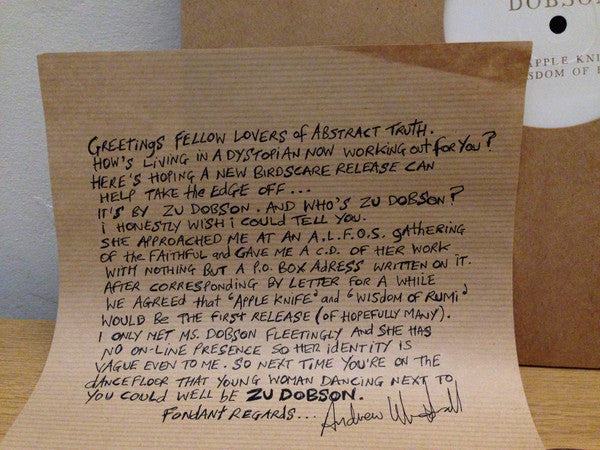 DOBSON
APPLE KNI
SDOM OF
GREETINGS FELLOW LOVERS of ABSTRACT TRUTH.
HOW'S LIVING IN A DYSTOPIAN NOW WORKING OUT FOR YOU?
HERE'S HOPING A NEW BIRDSCARE RELEASE CAN
HELP TAKE the EDGE OFF...
IT'S BY ZU DOBSON. AND WHO'S ZU DOBSON?
I HONESTLY WISH I COULD TELL YOU.
SHE APPROACHED ME AT AN A.L.F.O.S. gATHERING
OF the FAITHFUL and GAVE ME A C.D. OF HER WORK
WITH NOTHING BUT A P.O. BOX ADRESS WRITTEN ON IT.
AFTER CORRESPONDING BY LETTER FOR A WHILE
WE AGREED that 'APPLE KNIFE' and 'WISDOM OF RUMI'
WOULD BE THE FIRST RELEASE (OF HOPEFULLY MANY).
I ONLY MET MS. DOBSON FLEETINGLY AND SHE HAS
NO ON-LINE PRESENCE SO HER IDENTITY IS
VAGUE EVEN TO ME. SO NEXT TIME YOU'RE ON THE
dANCEFLOOR THAT YOUNG WOMAN DANCING NEXT TO
YOU COULD WELL BE ZU DOBSON.
FONDANT REGARDS... Andrew